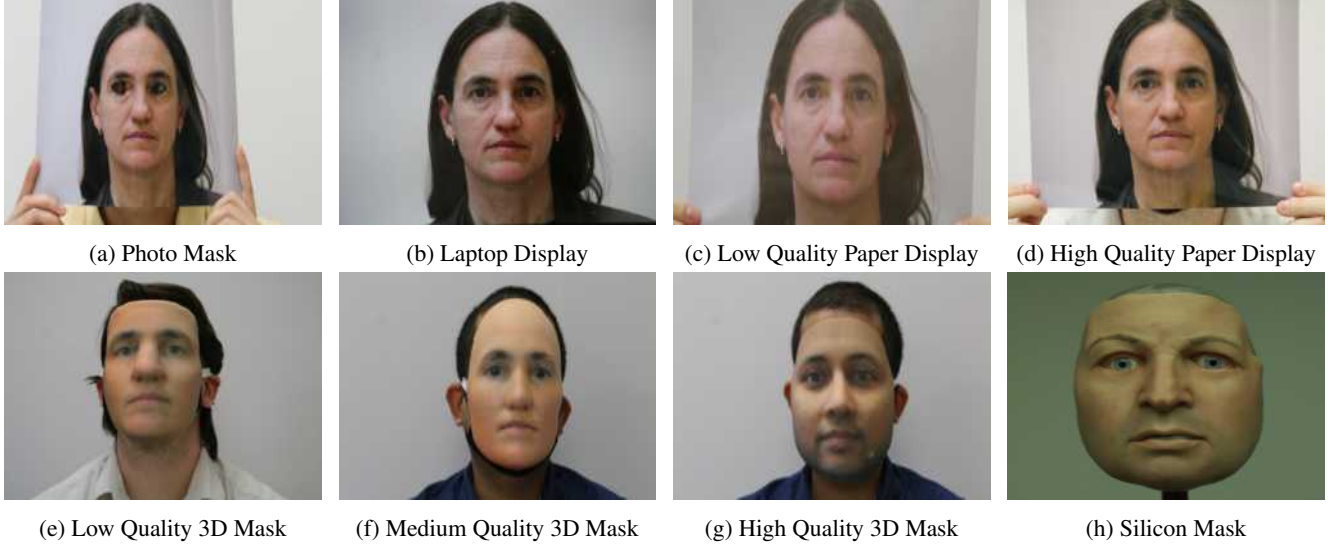 (a) Photo Mask
(b) Laptop Display
(c) Low Quality Paper Display
(d) High Quality Paper Display
(e) Low Quality 3D Mask
(f) Medium Quality 3D Mask
(g) High Quality 3D Mask
(h) Silicon Mask